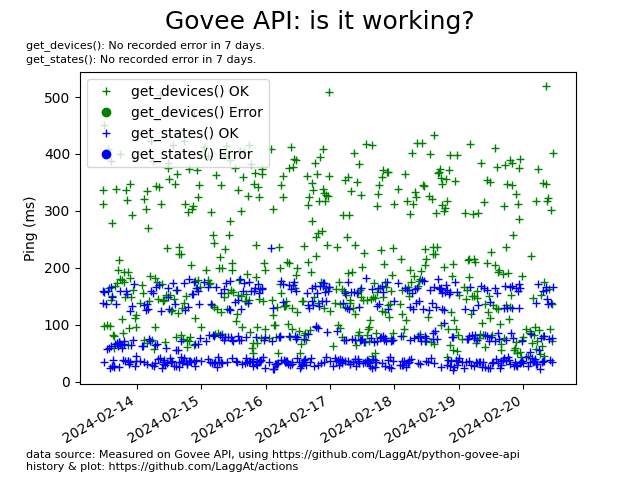 Govee API: is it working?
get_devices(): No recorded error in 7 days.
get_states(): No recorded error in 7 days.
get_devices() OK
get_devices() Error
get_states() OK
get_states() Error
Ping (ms)
500
400
300
200
100
0
2024-02-14
2024-02-15
2024-02-16
2024-02-17
2024-02-18
2024-02-19
2024-02-20
data source: Measured on Govee API, using https://github.com/LaggAt/python-govee-api
history & plot: https://github.com/LaggAt/actions